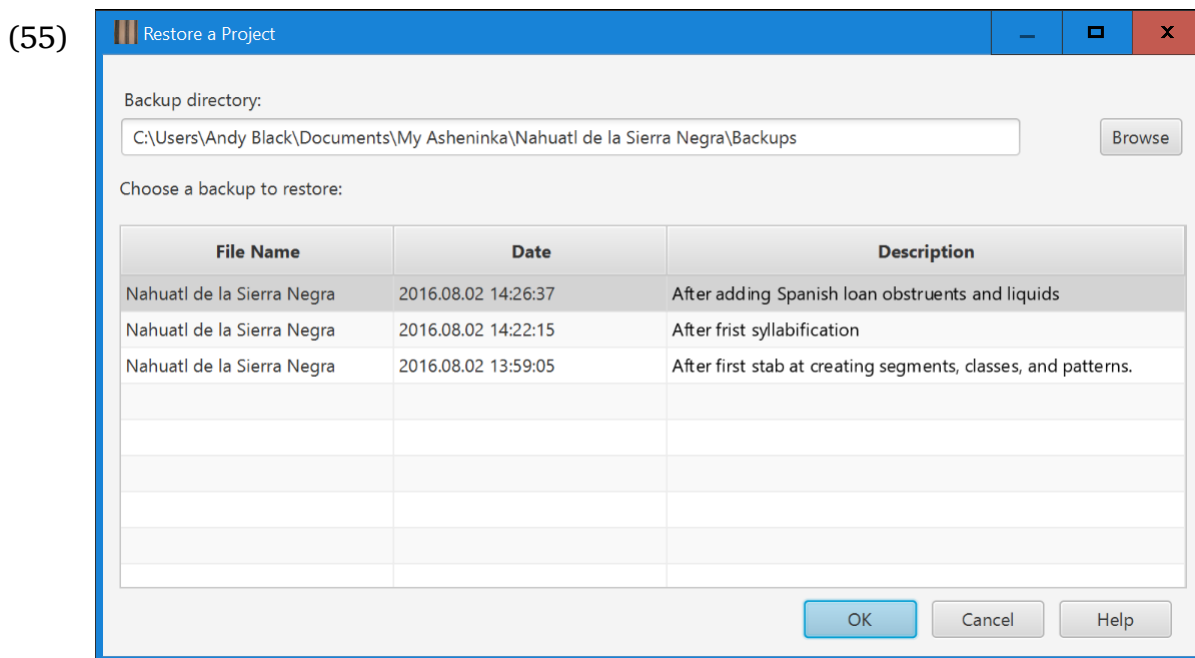 (55)
Restore a Project
Backup directory:
C:\Users\Andy Black\Documents\My Asheninka\Nahuatl de la Sierra Negra\Backups
Browse
Choose a backup to restore:
File Name Date Description
Nahuatl de la Sierra Negra 2016.08.02 14:26:37 After adding Spanish loan obstruents and liquids
Nahuatl de la Sierra Negra 2016.08.02 14:22:15 After frist syllabification
Nahuatl de la Sierra Negra 2016.08.02 13:59:05 After first stab at creating segments, classes, and patterns.
OK Cancel Help